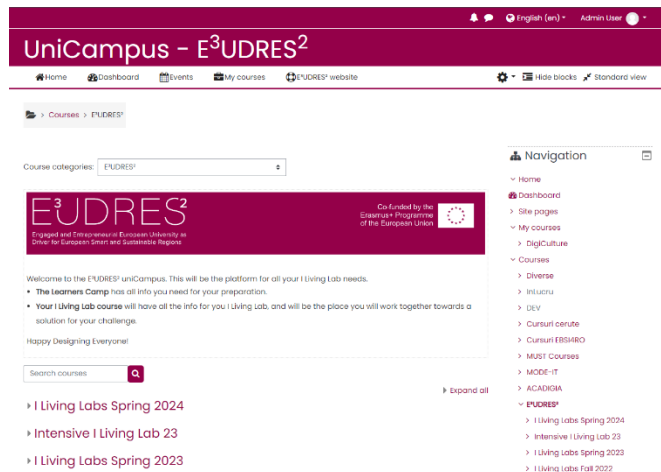 English (en) Admin User
UniCampus - E³UDRES²
Home Dashboard Events My courses E³UDRES² website Hide blocks Standard view
> Courses > E³UDRES²
Course categories: E³UDRES²
E³UDRES²
Engaged and Entrepreneurial European University as
Driver for European Smart and Sustainable Regions
Co-funded by the
Erasmus+ Programme
of the European Union
Welcome to the E³UDRES² uniCampus. This will be the platform for all your I Living Lab needs.
• The Learners Camp has all info you need for your preparation.
• Your I Living Lab course will have all the info for you I Living Lab, and will be the place you will work together towards a
solution for your challenge.
Happy Designing Everyone!
Search courses
Expand all
I Living Labs Spring 2024
Intensive I Living Lab 23
I Living Labs Spring 2023
Navigation
Home
Dashboard
Site pages
My courses
DigiCulture
Courses
Diverse
InLucru
DEV
Cursuri cerute
Cursuri EBSI4RO
MUST Courses
MODE-IT
ACADIGIA
E³UDRES²
I Living Labs Spring 2024
Intensive I Living Lab 23
I Living Labs Spring 2023
I Living Labs Fall 2022